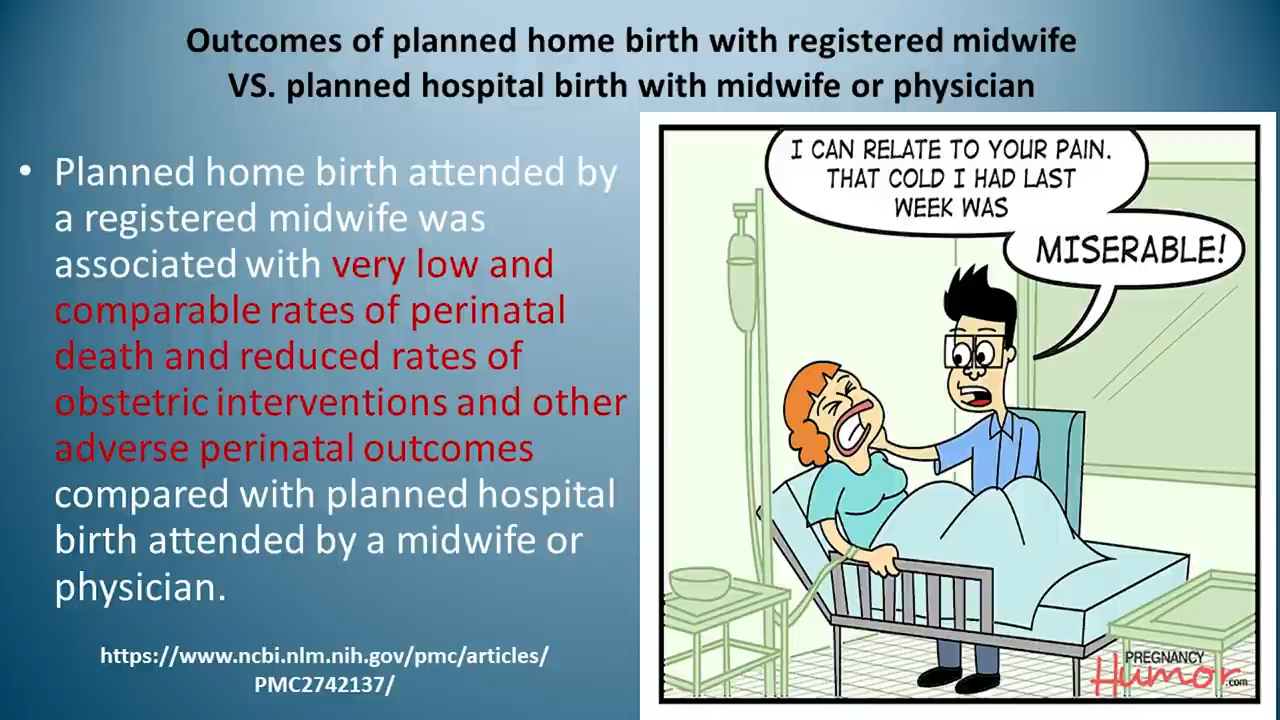 Outcomes of planned home birth with registered midwife
VS. planned hospital birth with midwife or physician
• Planned home birth attended by
a registered midwife was
associated with very low and
comparable rates of perinatal
death and reduced rates of
obstetric interventions and other
adverse perinatal outcomes
compared with planned hospital
birth attended by a midwife or
physician.
https://www.ncbi.nlm.nih.gov/pmc/articles/
PMC2742137/
I CAN RELATE TO YOUR PAIN.
THAT COLD I HAD LAST
WEEK WAS
MISERABLE!
PREGNANCY
Humor.com